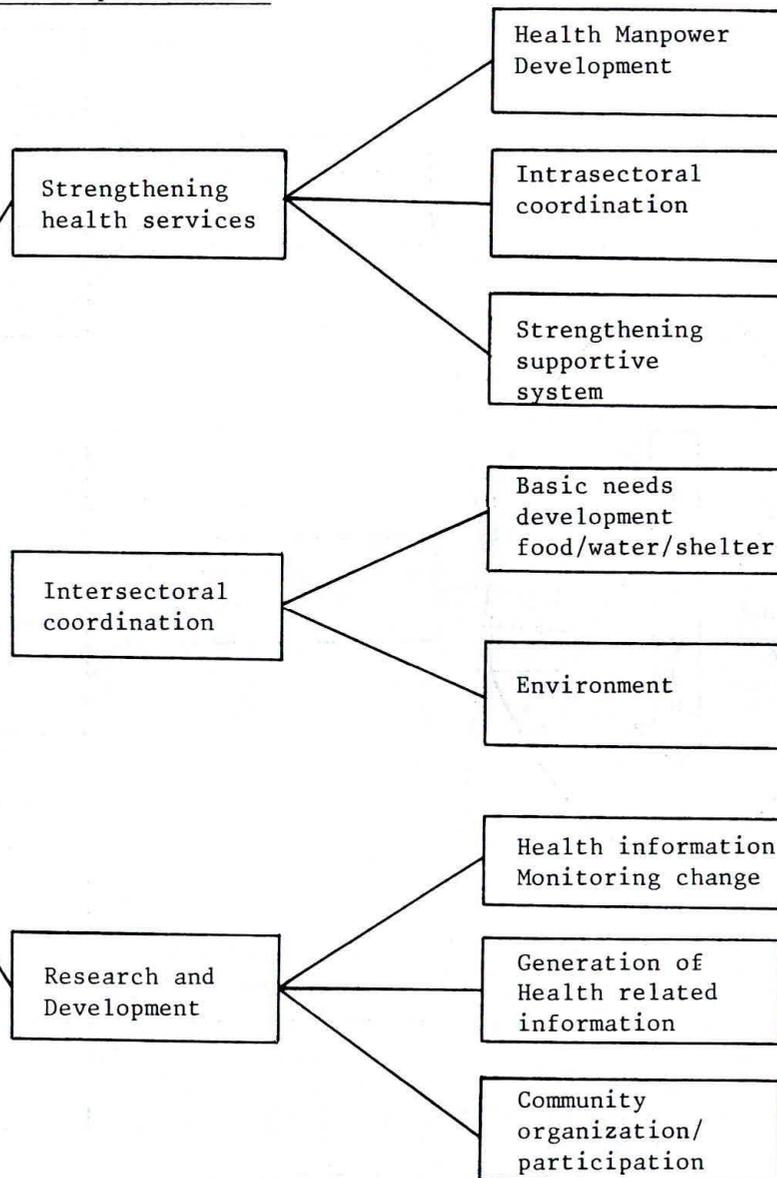 Strengthening
health services
Health Manpower
Development
Intrasectoral
coordination
Strengthening
supportive
system
Intersectoral
coordination
Basic needs
development
food/water/shelter
Environment
Research and
Development
Health information
Monitoring change
Generation of
Health related
information
Community
organization/
participation